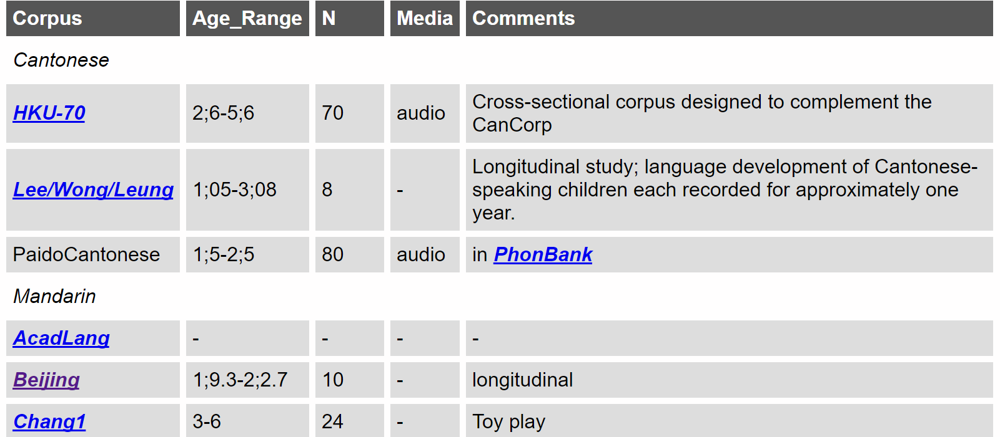 Corpus Age_Range N Media Comments
Cantonese
HKU-70 2;6-5;6 70 audio Cross-sectional corpus designed to complement the
CanCorp
Lee/Wong/Leung 1;05-3;08 8 - Longitudinal study; language development of Cantonese-
speaking children each recorded for approximately one
year.
PaidoCantonese 1;5-2;5 80 audio in PhonBank
Mandarin
AcadLang - - - -
Beijing 1;9.3-2;2.7 10 - longitudinal
Chang1 3-6 24 - Toy play